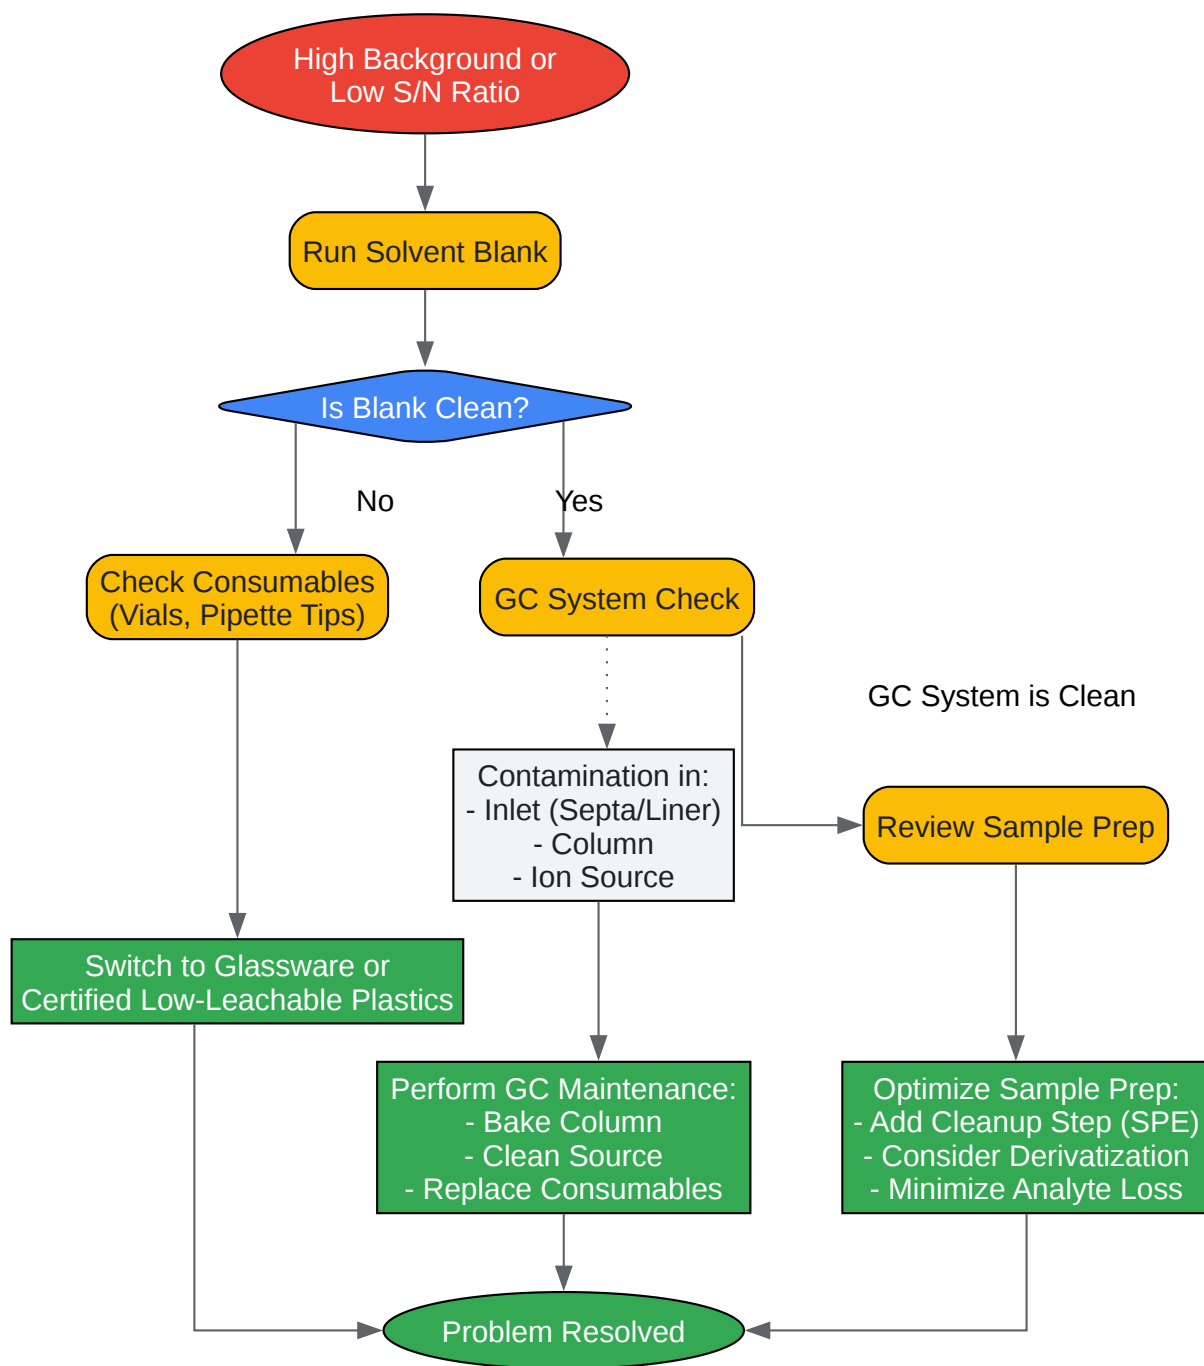 High Background or
Low S/N Ratio
Run Solvent Blank
Is Blank Clean?
No
Yes
Check Consumables
(Vials, Pipette Tips)
GC System Check
GC System is Clean
Contamination in:
- Inlet (Septa/Liner)
- Column
- Ion Source
Review Sample Prep
Switch to Glassware or
Certified Low-Leachable Plastics
Perform GC Maintenance:
- Bake Column
- Clean Source
- Replace Consumables
Optimize Sample Prep:
- Add Cleanup Step (SPE)
- Consider Derivatization
- Minimize Analyte Loss
Problem Resolved